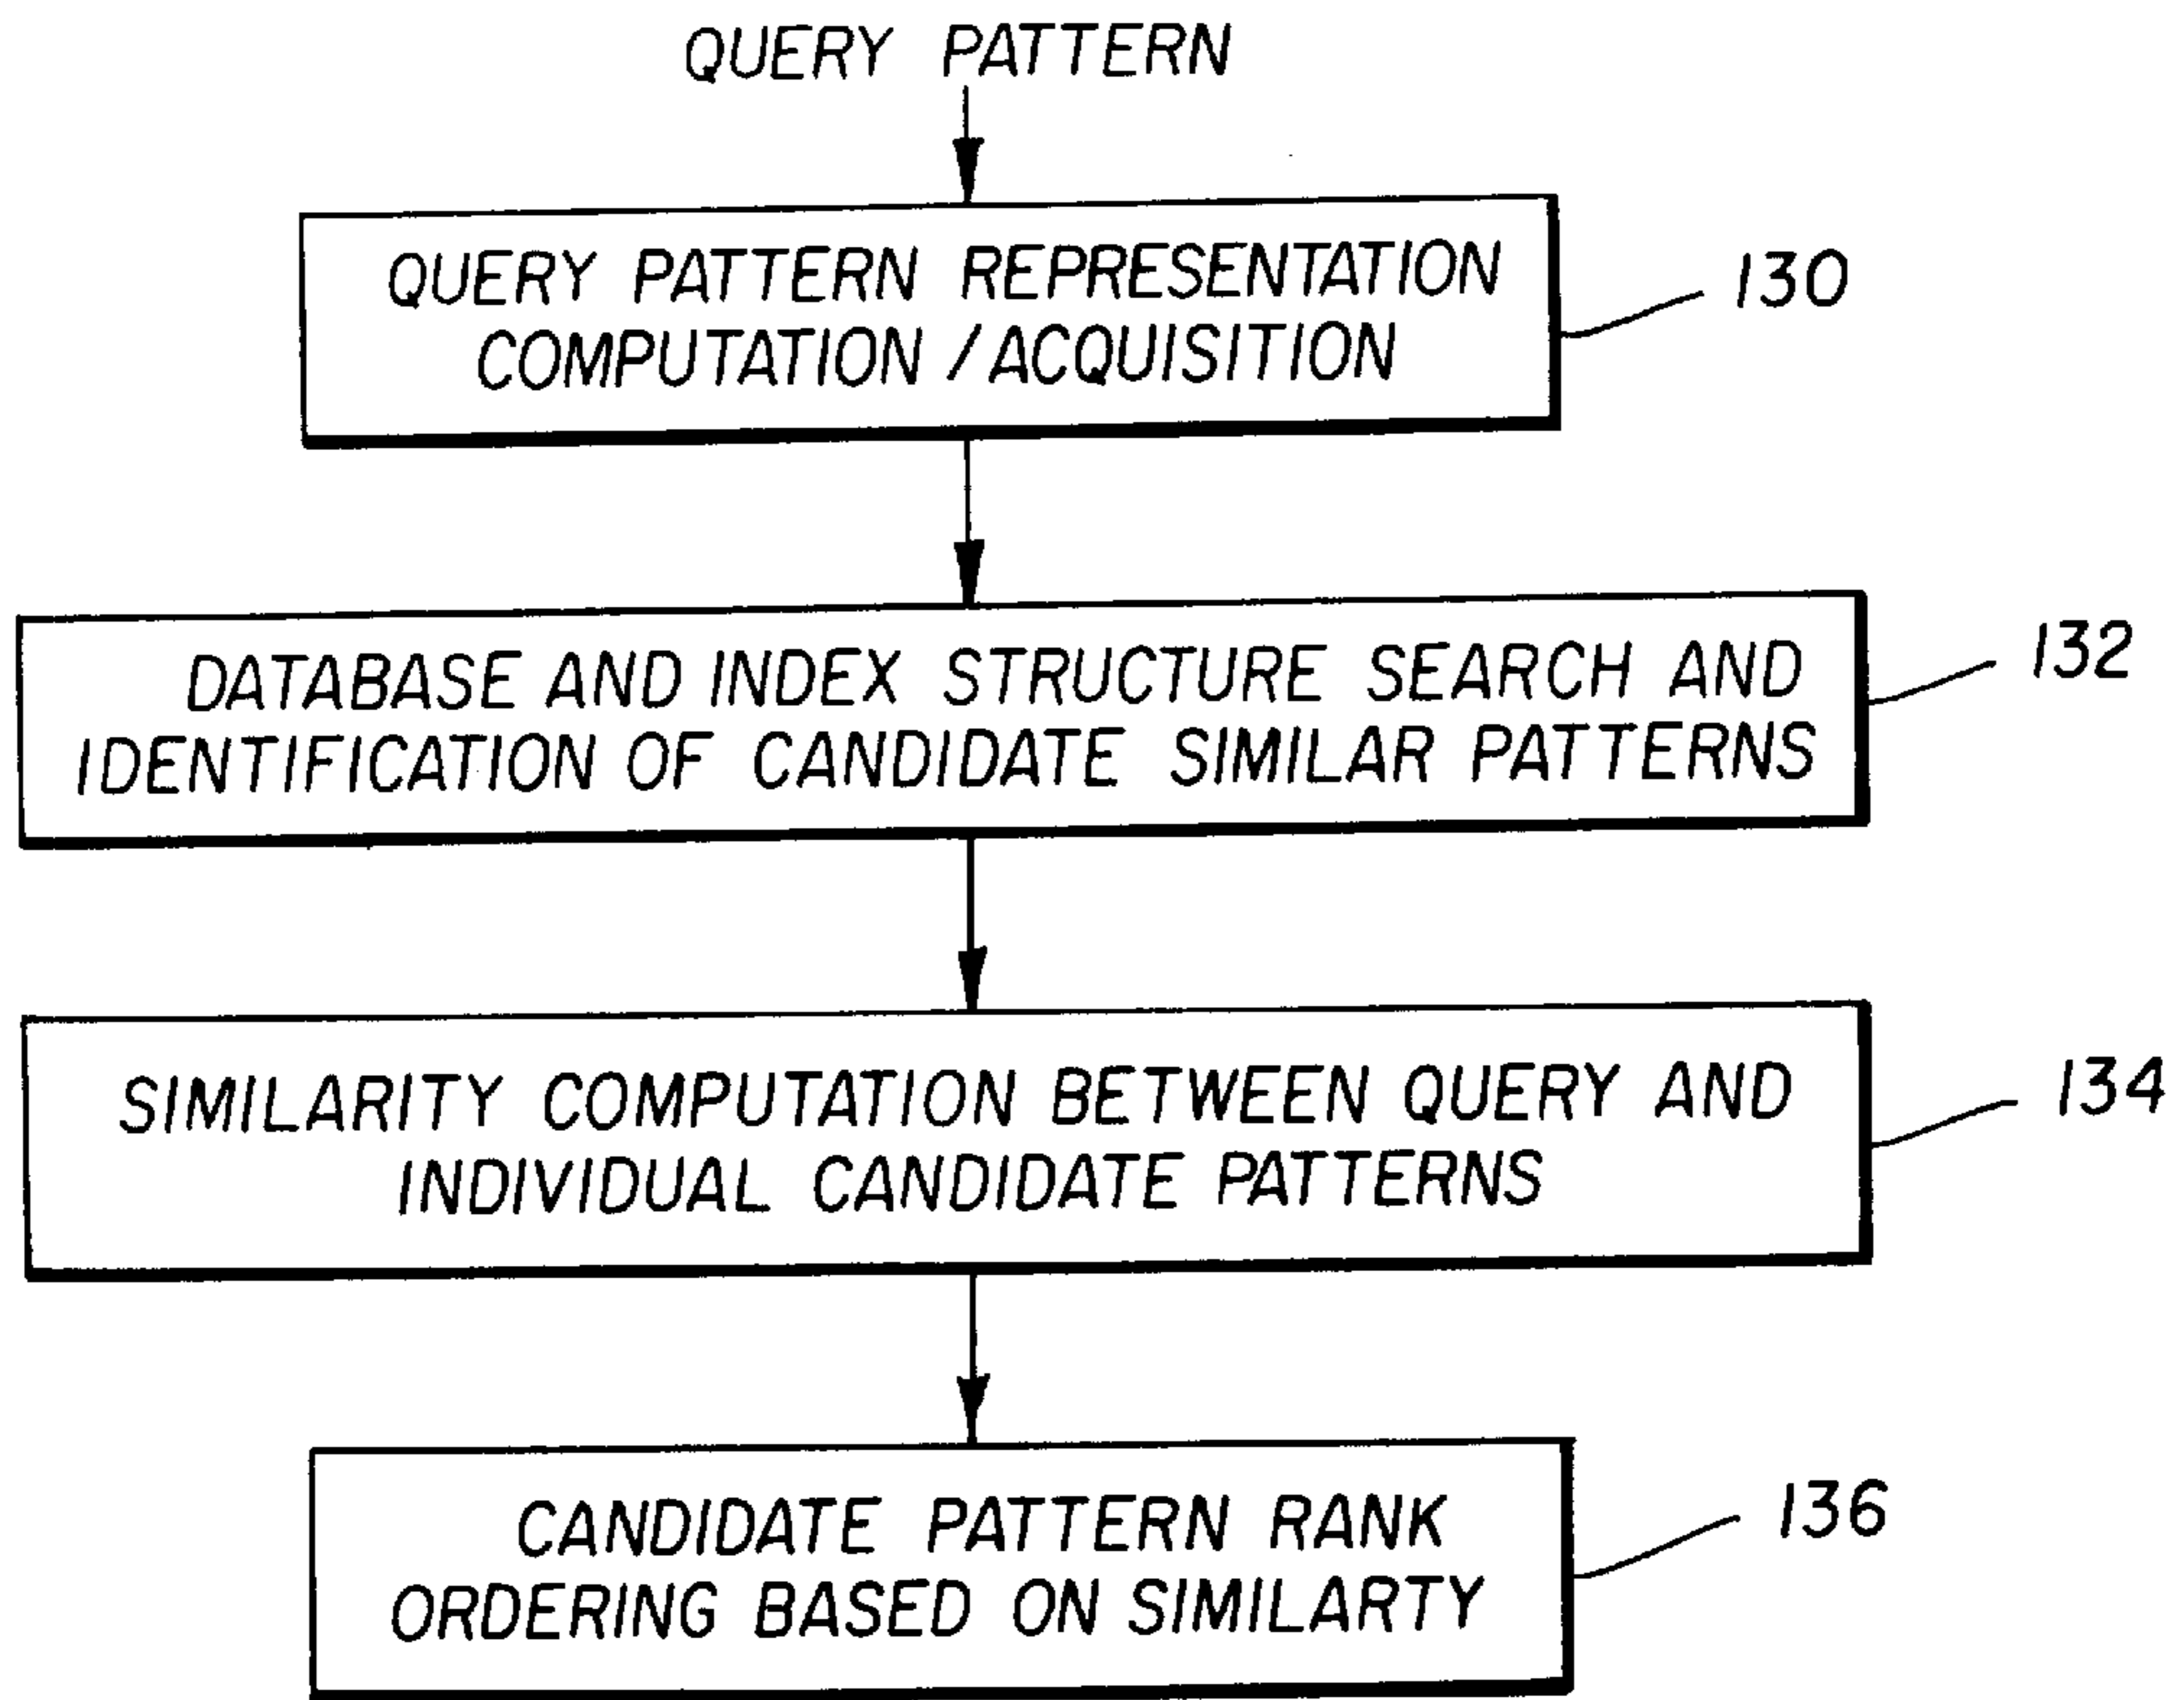 QUERY PATTERN
QUERY PATTERN REPRESENTATION
COMPUTATION / ACQUISITION
130
DATABASE AND INDEX STRUCTURE SEARCH AND
IDENTIFICATION OF CANDIDATE SIMILAR PATTERNS
132
SIMILARITY COMPUTATION BETWEEN QUERY AND
INDIVIDUAL CANDIDATE PATTERNS
134
CANDIDATE PATTERN RANK
ORDERING BASED ON SIMILARTY
136